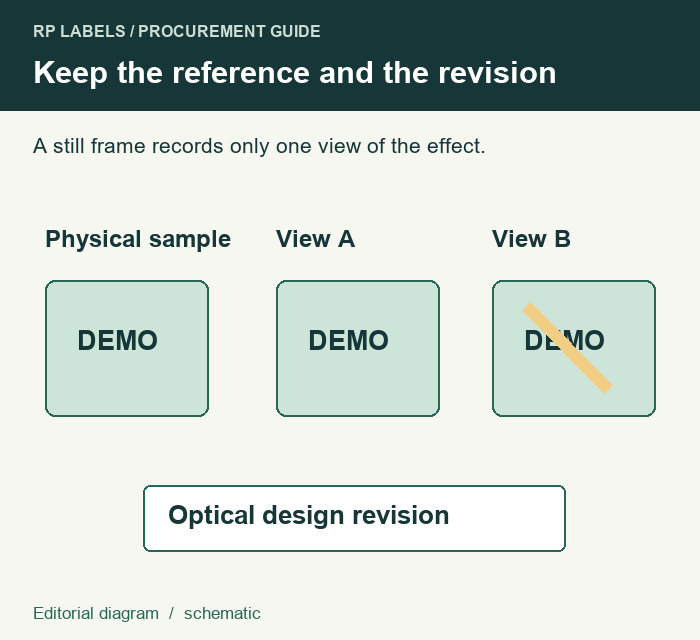 RP LABELS / PROCUREMENT GUIDE
Keep the reference and the revision
A still frame records only one view of the effect.
Physical sample
View A
View B
DEMO
DEMO
DEMO
Optical design revision
Editorial diagram / schematic